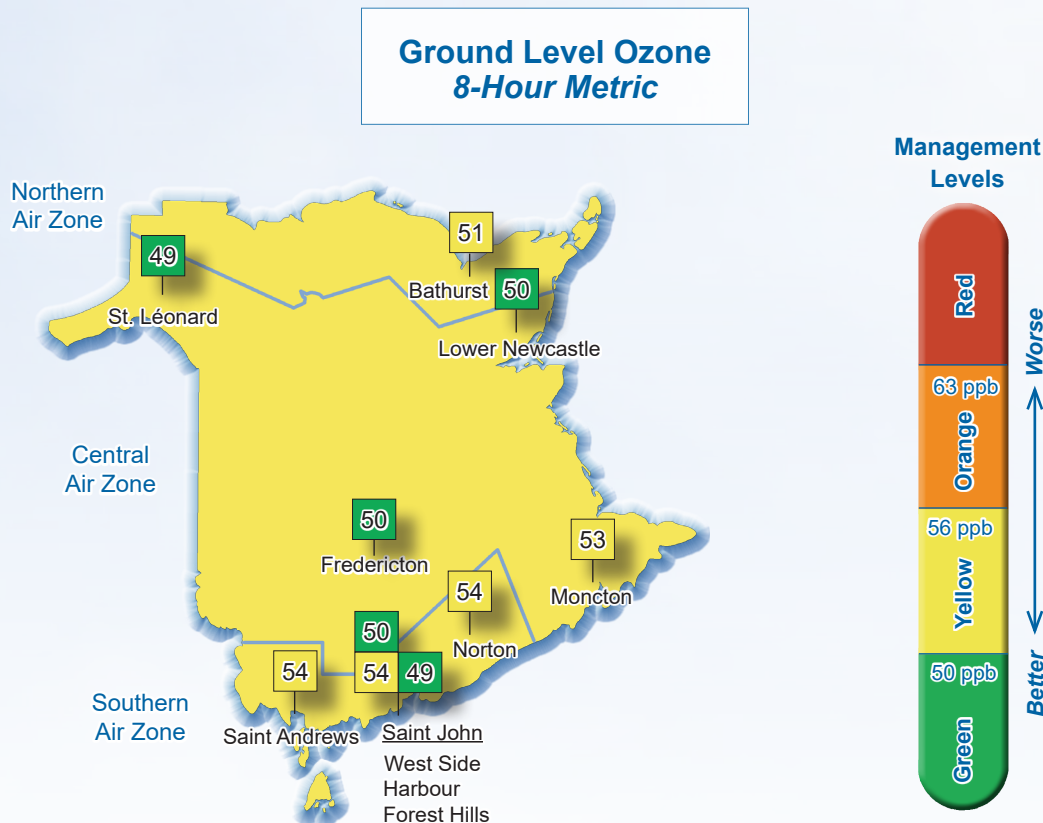 Ground Level Ozone
8-Hour Metric
Management
Levels
Northern
Air Zone
49
St. Léonard
51
Bathurst
50
Lower Newcastle
Red
63 ppb
Orange
56 ppb
Yellow
50 ppb
Green
Worse
Better
Central
Air Zone
50
Fredericton
53
Moncton
54
Norton
50
54
49
54
Saint Andrews
Southern
Air Zone
Saint John
West Side
Harbour
Forest Hills